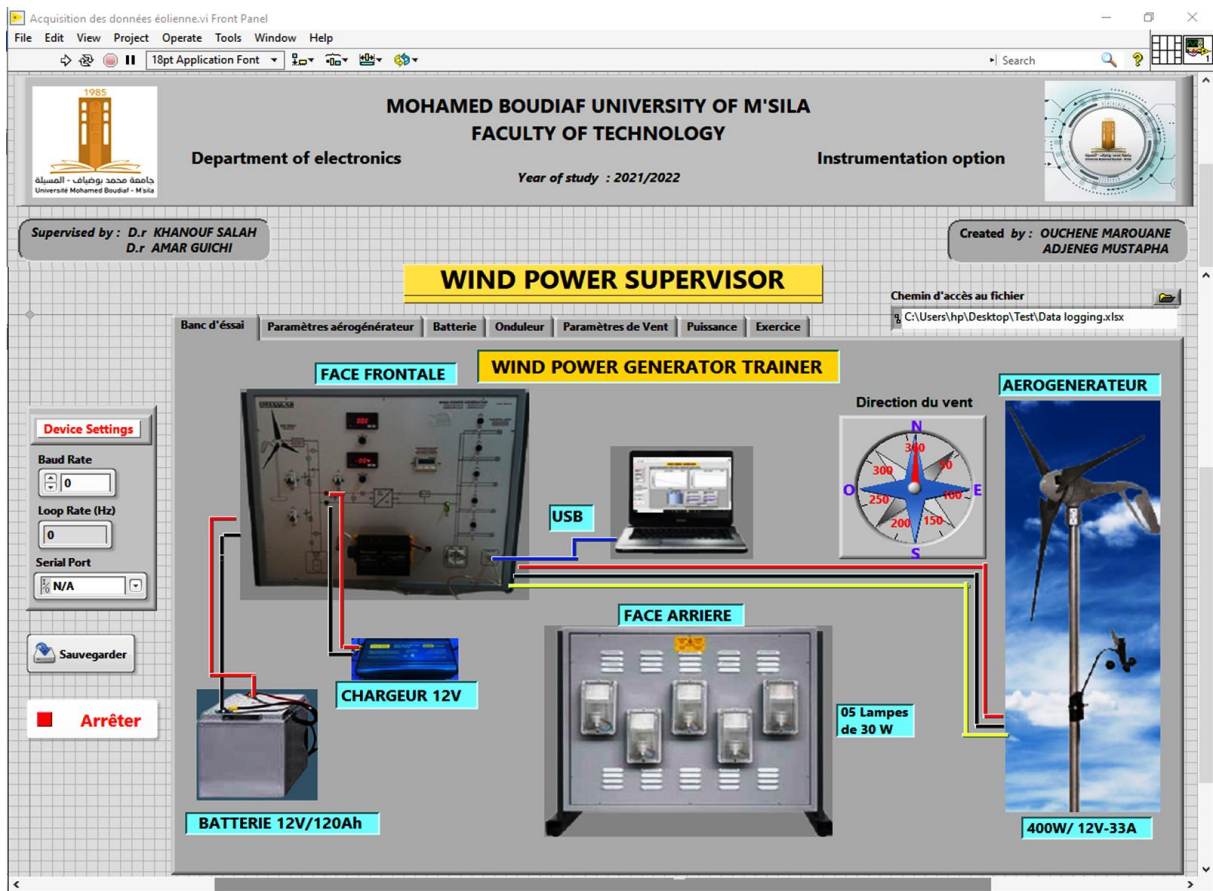 Acquisition des données éolienne.vi Front Panel
File Edit View Project Operate Tools Window Help
18pt Application Font
Search
1
1985
جامعة محمد بوضياف - المسيلة
Université Mohamed Boudiaf - M'sila
MOHAMED BOUDIAF UNIVERSITY OF M'SILA
FACULTY OF TECHNOLOGY
Department of electronics
Instrumentation option
Year of study : 2021/2022
Supervised by : D.r KHANOUF SALAH
D.r AMAR GUICHI
Created by : OUCHENE MAROUANE
ADJENEG MUSTAPHA
WIND POWER SUPERVISOR
Chemin d'accès au fichier
C:\Users\hp\Desktop\Test\Data logging.xlsx
Banc d'éssai
Paramètres aérogénérateur
Batterie
Onduleur
Paramètres de Vent
Puissance
Exercice
WIND POWER GENERATOR TRAINER
FACE FRONTALE
AEROGENERATEUR
Direction du vent
N
360
50
100
150
200
250
300
O
E
S
Device Settings
Baud Rate
0
Loop Rate (Hz)
0
Serial Port
N/A
Sauvegarder
Arrêter
USB
CHARGEUR 12V
FACE ARRIERE
05 Lampes
de 30 W
BATTERIE 12V/120Ah
400W/ 12V-33A